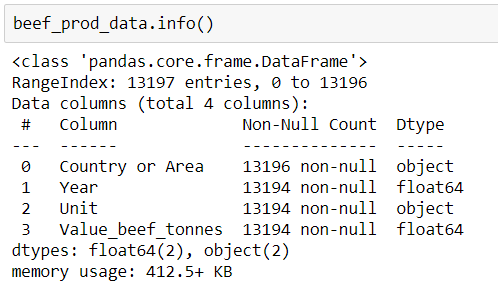 beef_prod_data.info()
<class 'pandas.core.frame.DataFrame'>
RangeIndex: 13197 entries, 0 to 13196
Data columns (total 4 columns):
 #   Column             Non-Null Count  Dtype
---  ------             --------------  -----
 0   Country or Area    13196 non-null  object
 1   Year               13194 non-null  float64
 2   Unit               13194 non-null  object
 3   Value_beef_tonnes  13194 non-null  float64
dtypes: float64(2), object(2)
memory usage: 412.5+ KB